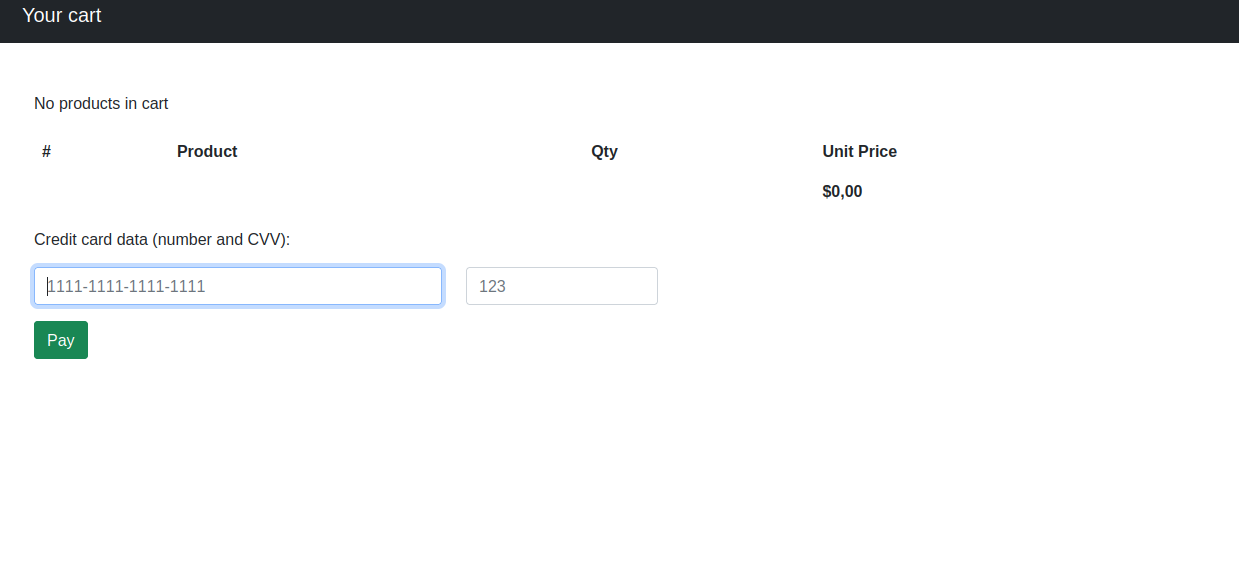 Your cart
No products in cart
# Product Qty Unit Price
$0,00
Credit card data (number and CVV):
1111-1111-1111-1111 123
Pay